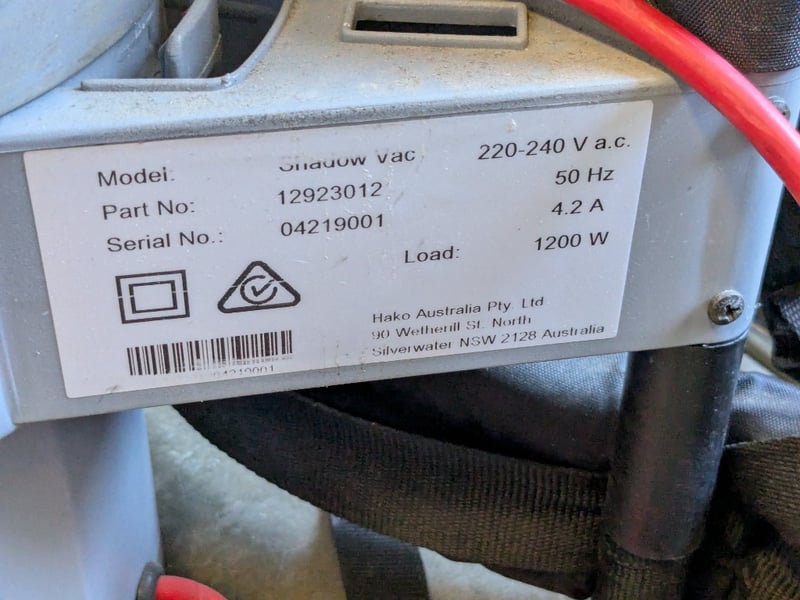 Model: Shadow Vac 220-240 V a.c.
Part No: 12923012 50 Hz
Serial No.: 04219001 4.2 A
Load: 1200 W
Hako Australia Pty. Ltd
90 Wetherill St. North
Silverwater NSW 2128 Australia
04219001